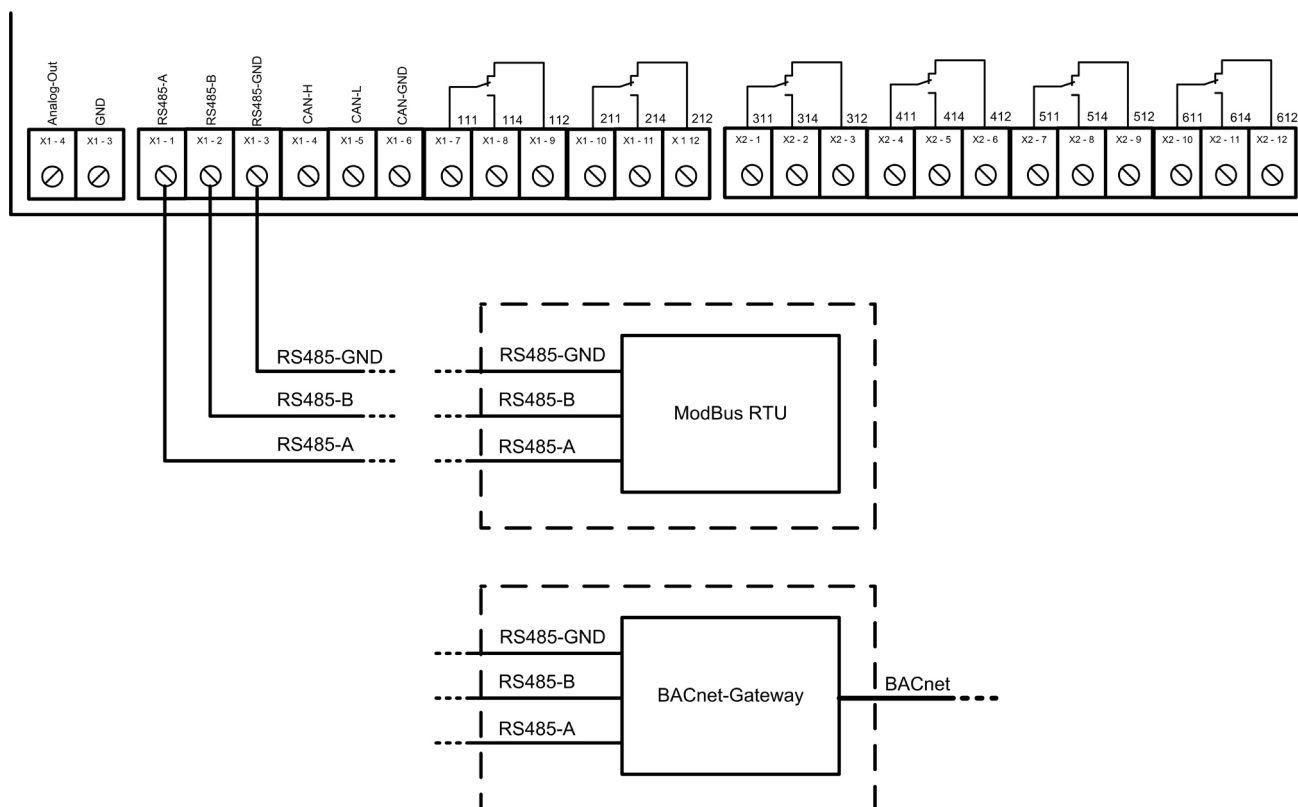 Analog-Out
GND
RS485-A
RS485-B
RS485-GND
CAN-H
CAN-L
CAN-GND
111 114 112 211 214 212 311 314 312 411 414 412 511 514 512 611 614 612
X1 - 4 X1 - 3 X1 - 1 X1 - 2 X1 - 3 X1 - 4 X1 -5 X1 - 6 X1 - 7 X1 - 8 X1 - 9 X1 - 10 X1 - 11 X 1 12 X2 - 1 X2 - 2 X2 - 3 X2 - 4 X2 - 5 X2 - 6 X2 - 7 X2 - 8 X2 - 9 X2 - 10 X2 - 11 X2 - 12
RS485-GND RS485-GND
RS485-B RS485-B
ModBus RTU
RS485-A RS485-A
RS485-GND
RS485-B
BACnet-Gateway
BACnet
RS485-A